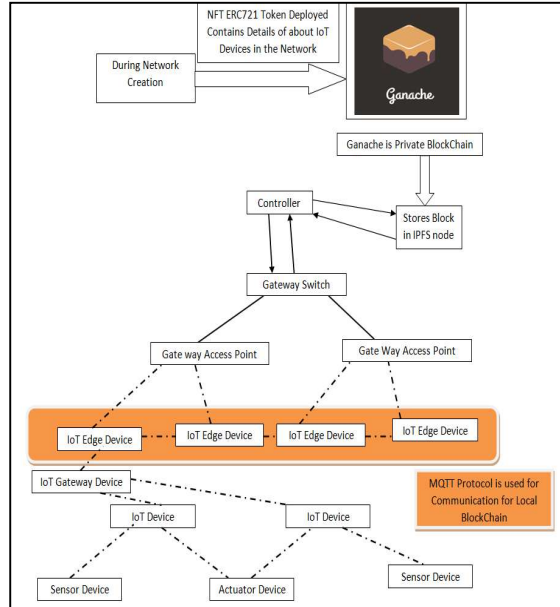 NFT ERC721 Token Deployed
Contains Details of about IoT
Devices in the Network
During Network
Creation
Ganache
Ganache is Private BlockChain
Controller
Stores Block
in IPFS node
Gateway Switch
Gate way Access Point
Gate Way Access Point
IoT Edge Device
IoT Edge Device
IoT Edge Device
IoT Edge Device
IoT Gateway Device
MQTT Protocol is used for
Communication for Local
BlockChain
IoT Device
IoT Device
Sensor Device
Actuator Device
Sensor Device